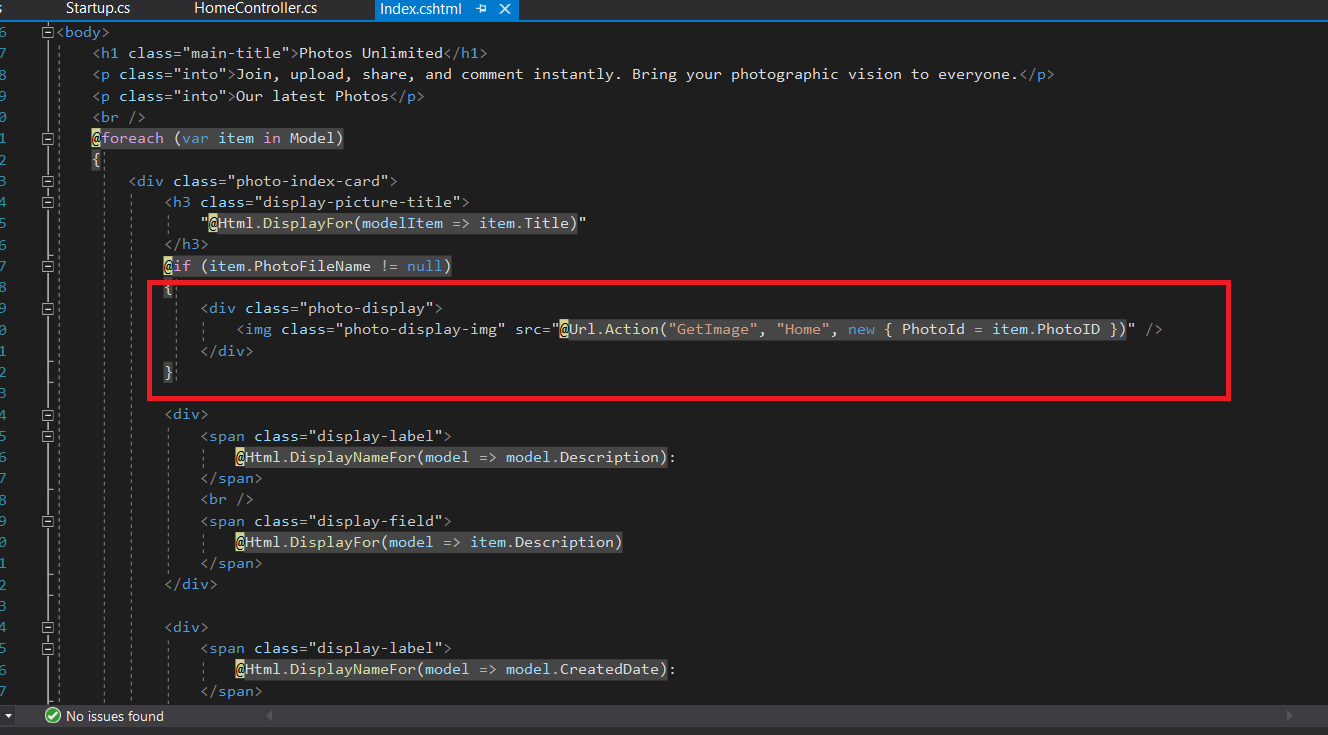 s Startup.cs HomeController.cs Index.cshtml
6 <body>
7 <h1 class="main-title">Photos Unlimited</h1>
8 <p class="into">Join, upload, share, and comment instantly. Bring your photographic vision to everyone.</p>
9 <p class="into">Our latest Photos</p>
0 <br />
1 @foreach (var item in Model)
2 {
3 <div class="photo-index-card">
4 <h3 class="display-picture-title">
5 "@Html.DisplayFor(modelItem => item.Title)"
6 </h3>
7 @if (item.PhotoFileName != null)
8 {
9 <div class="photo-display">
0 <img class="photo-display-img" src="@Url.Action("GetImage", "Home", new { PhotoId = item.PhotoID })" />
1 </div>
2 }
3
4 <div>
5 <span class="display-label">
6 @Html.DisplayNameFor(model => model.Description):
7 </span>
8 <br />
9 <span class="display-field">
0 @Html.DisplayFor(model => item.Description)
1 </span>
2 </div>
3
4 <div>
5 <span class="display-label">
6 @Html.DisplayNameFor(model => model.CreatedDate):
7 </span>
No issues found